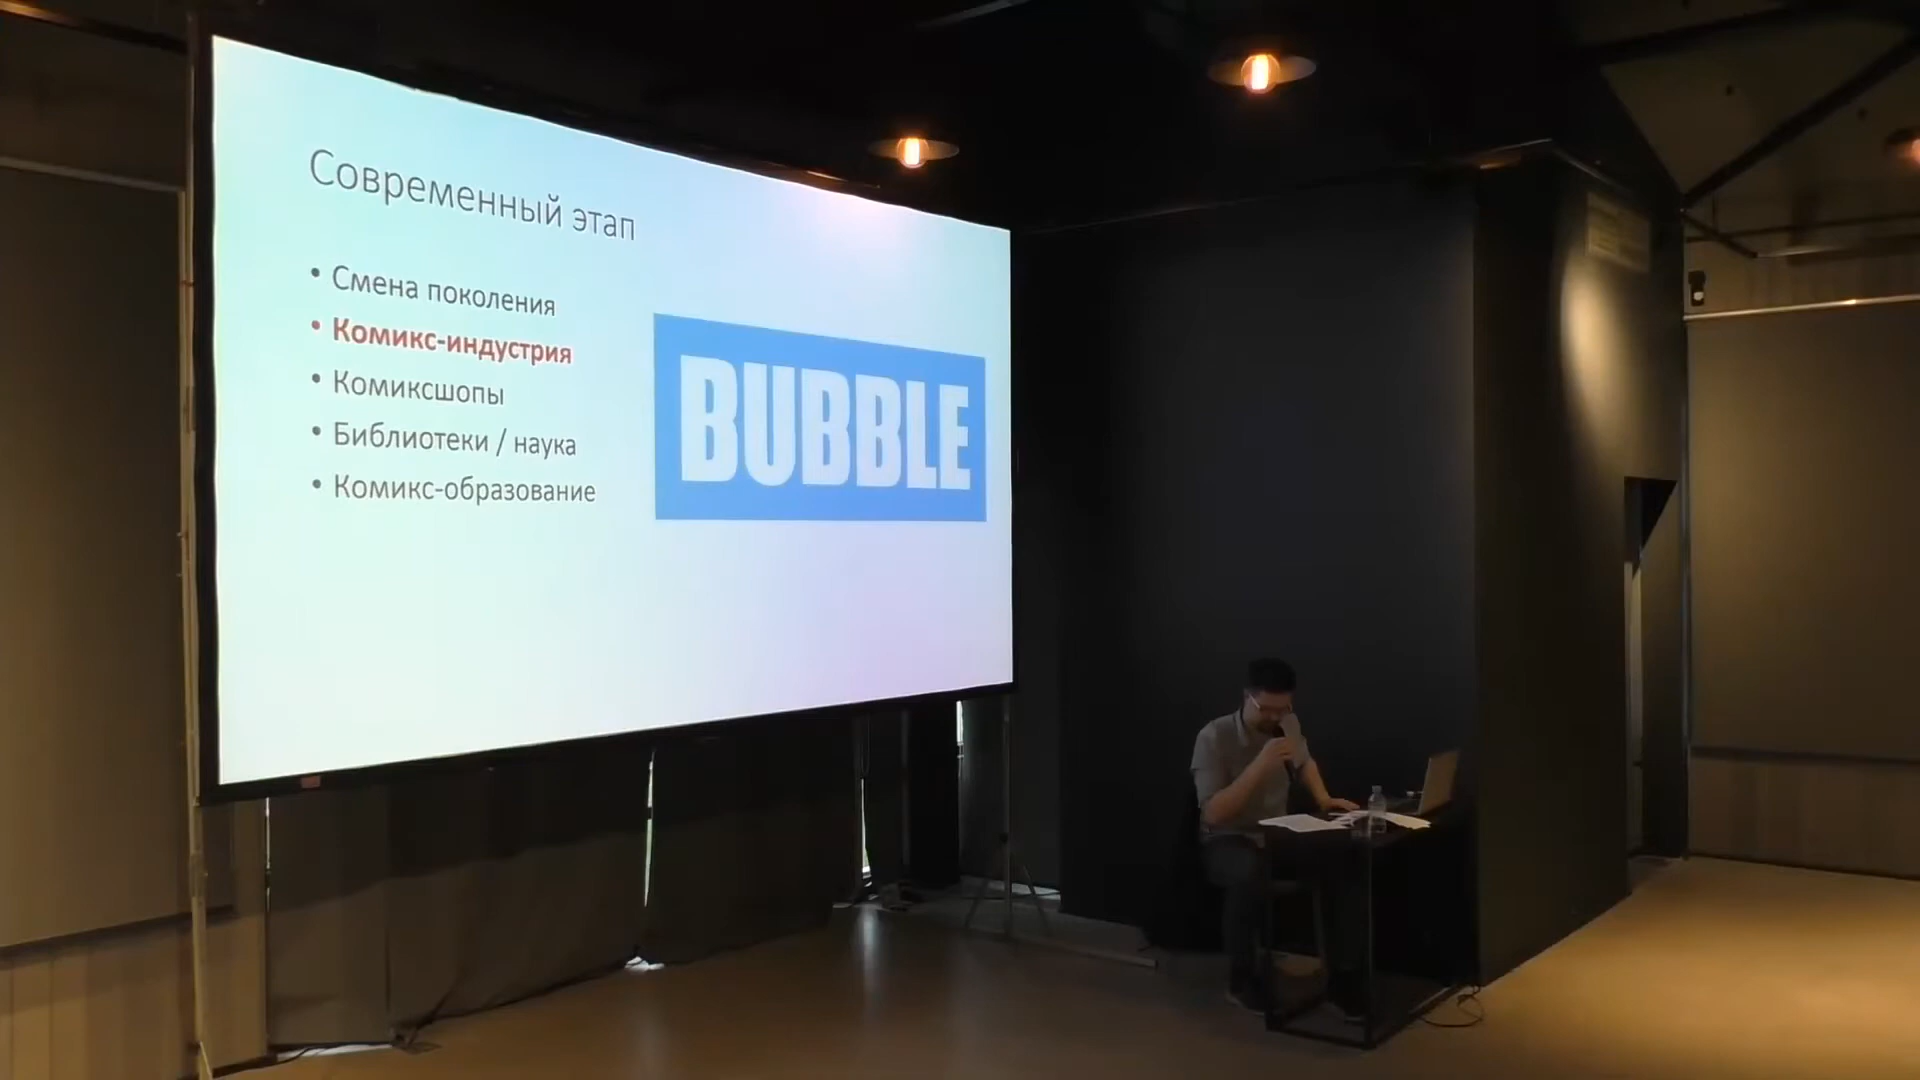 Современный этап
• Смена поколения
• Комикс-индустрия
• Комиксшопы
• Библиотеки / наука
• Комикс-образование
BUBBLE